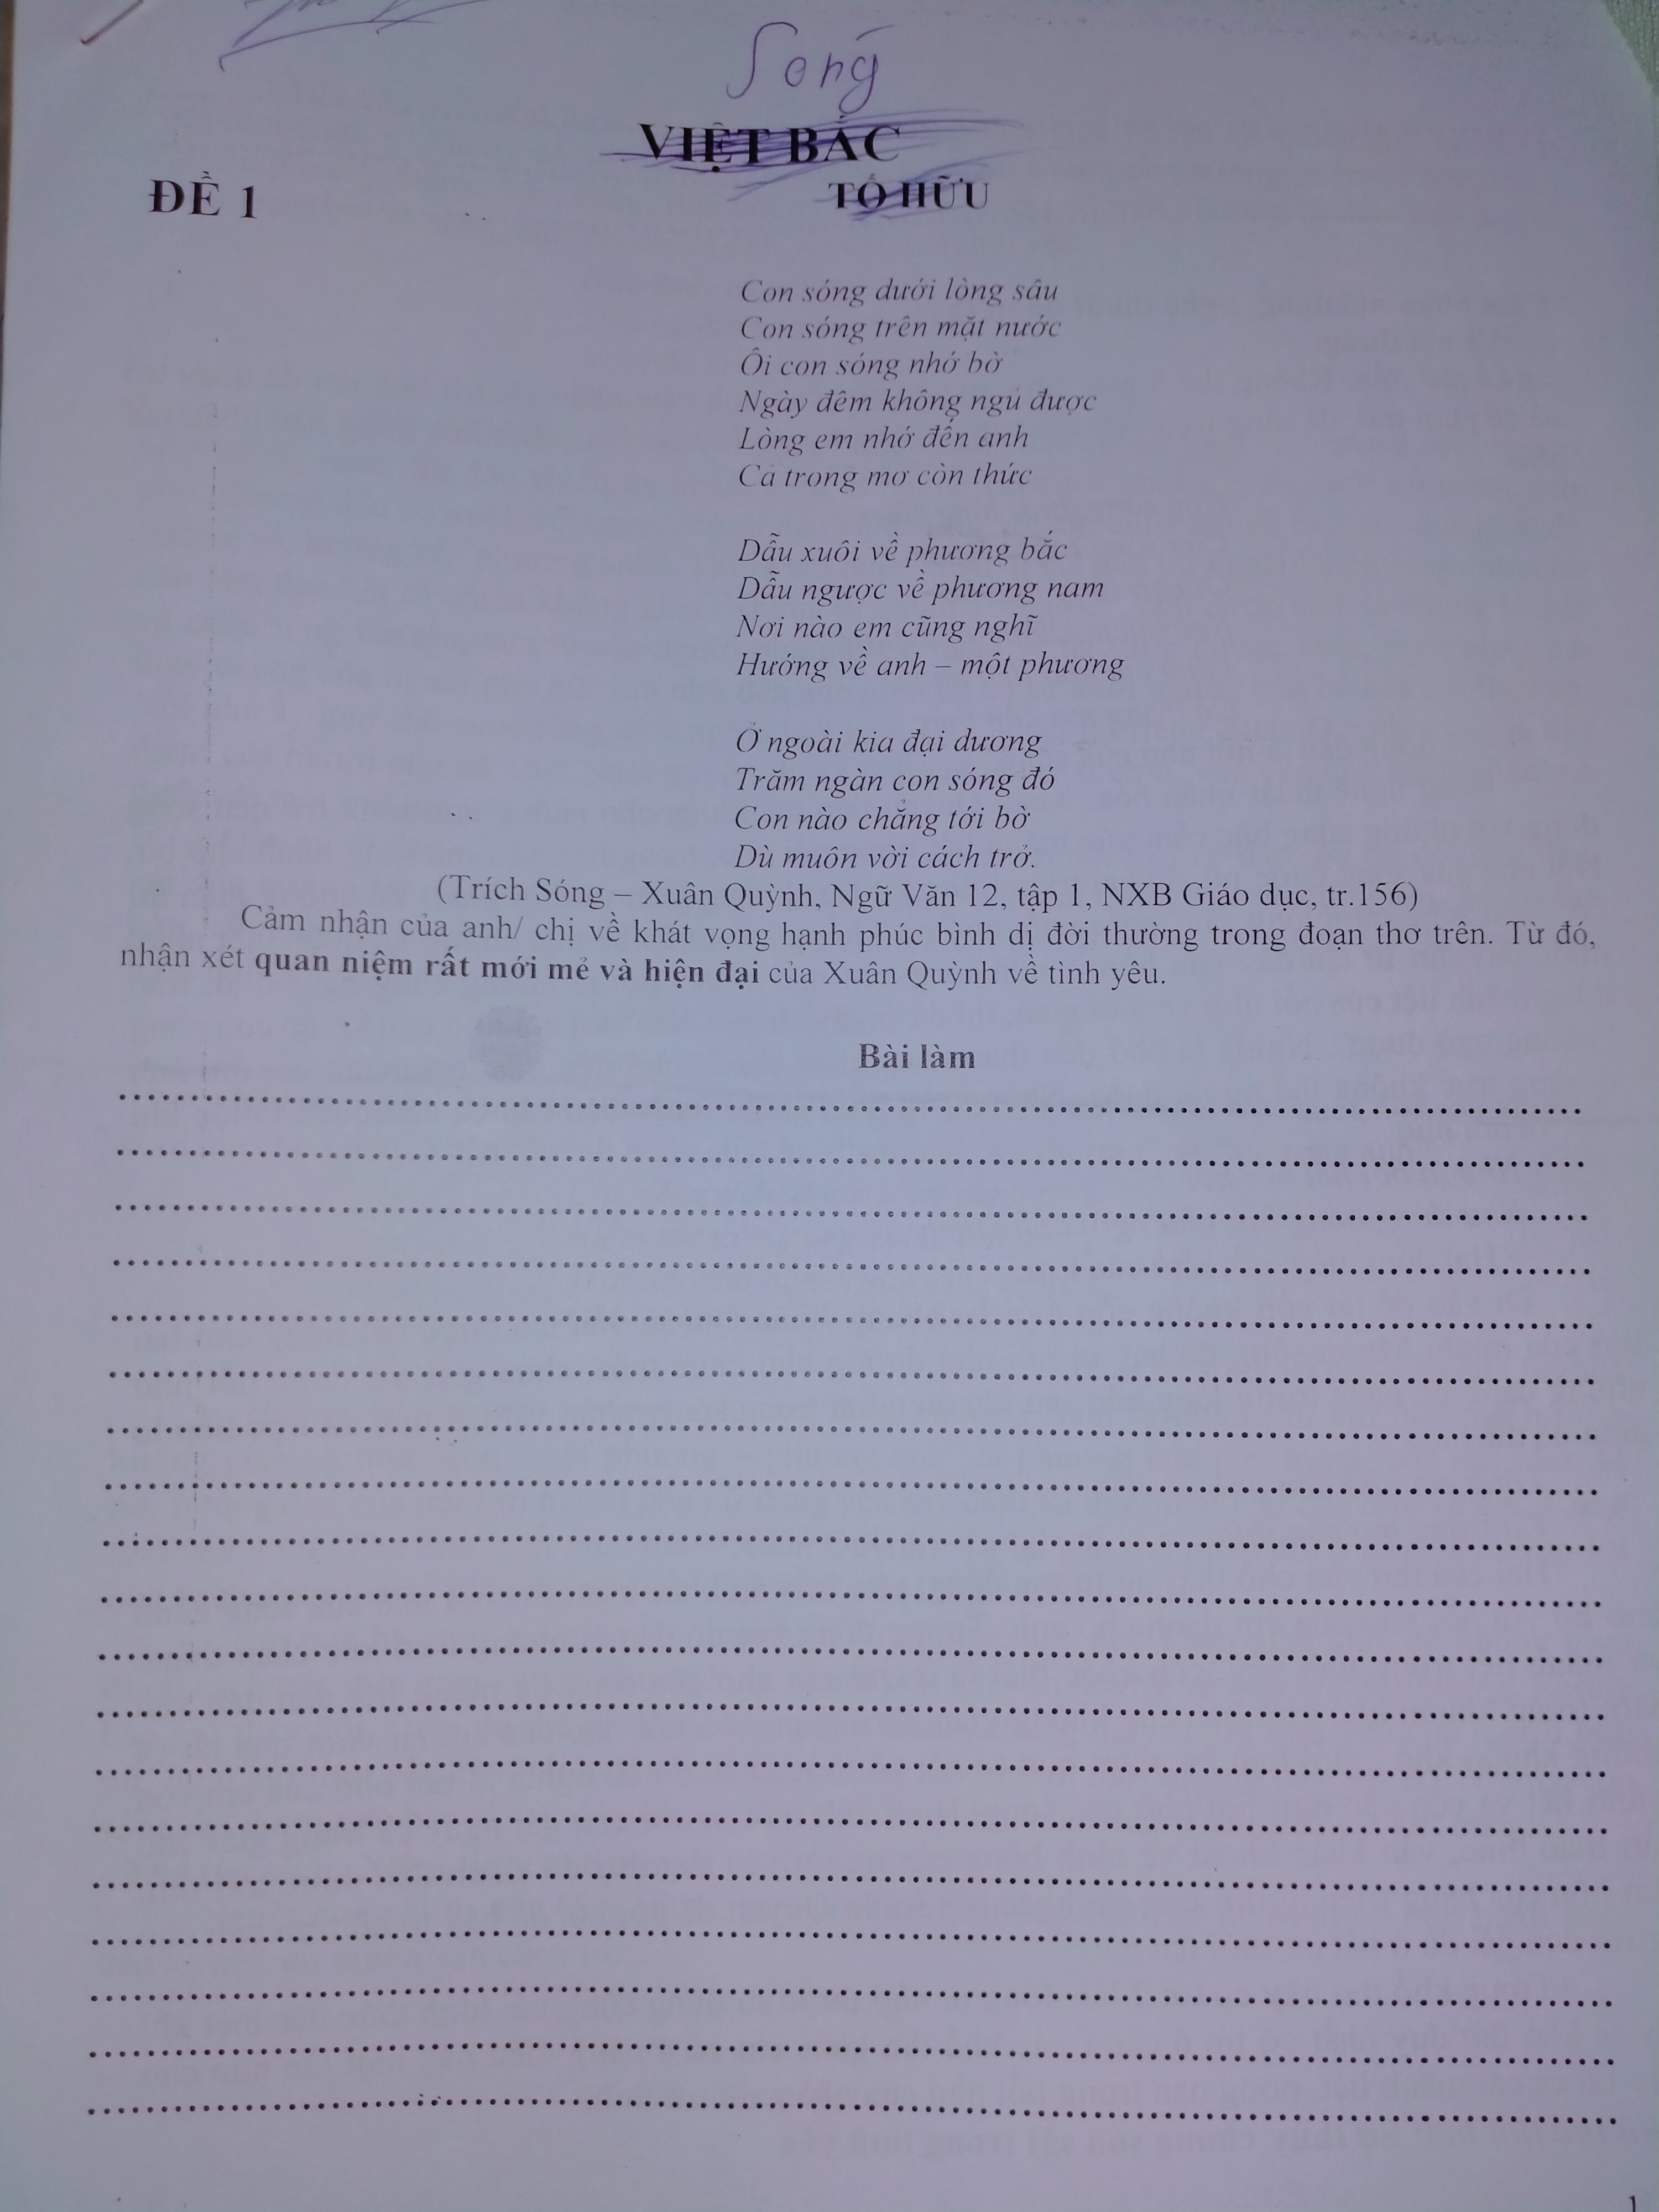 Sóng
VIỆT BẮC
TỐ HỮU
ĐỀ 1
Con sóng dưới lòng sâu
Con sóng trên mặt nước
Ôi con sóng nhớ bờ
Ngày đêm không ngủ được
Lòng em nhớ đến anh
Cả trong mơ còn thức
Dẫu xuôi về phương bắc
Dẫu ngược về phương nam
Nơi nào em cũng nghĩ
Hướng về anh – một phương
Ở ngoài kia đại dương
Trăm ngàn con sóng đó
Con nào chẳng tới bờ
Dù muôn vời cách trở.
(Trích Sóng – Xuân Quỳnh, Ngữ Văn 12, tập 1, NXB Giáo dục, tr.156)
Cảm nhận của anh/ chị về khát vọng hạnh phúc bình dị đời thường trong đoạn thơ trên. Từ đó,
nhận xét quan niệm rất mới mẻ và hiện đại của Xuân Quỳnh về tình yêu.
Bài làm
1